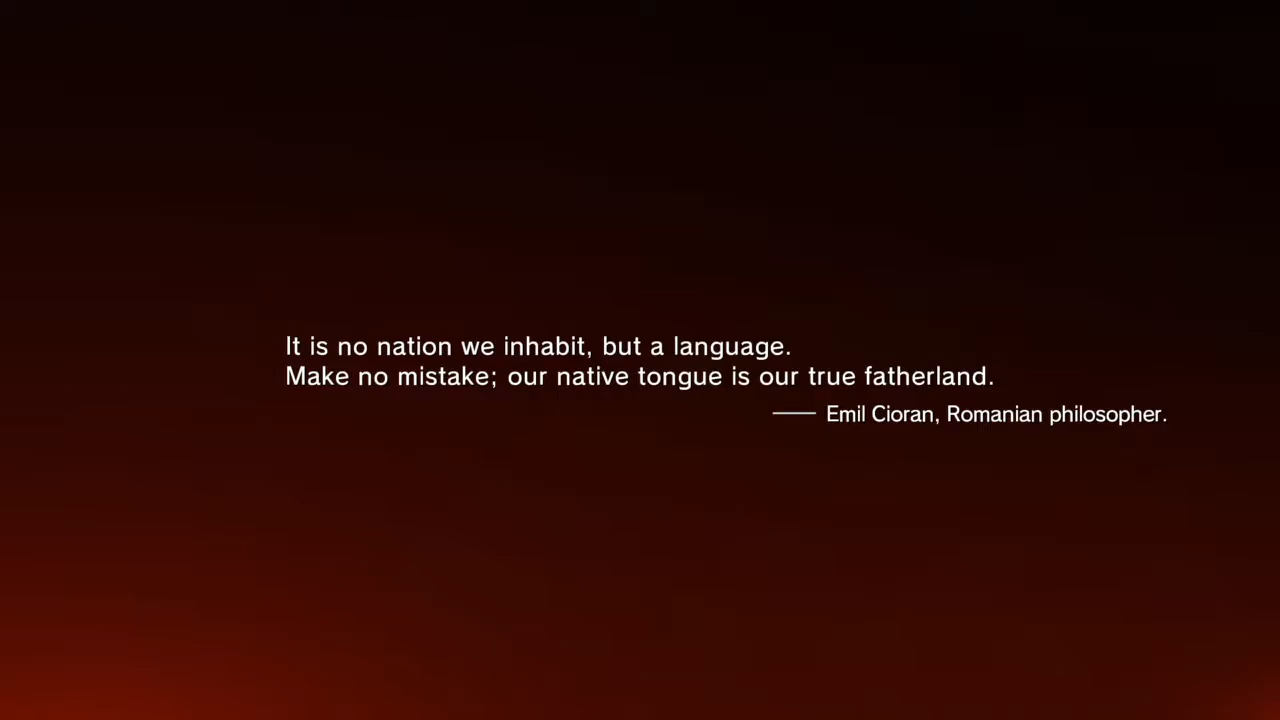 It is no nation we inhabit, but a language.
Make no mistake; our native tongue is our true fatherland.
—— Emil Cioran, Romanian philosopher.